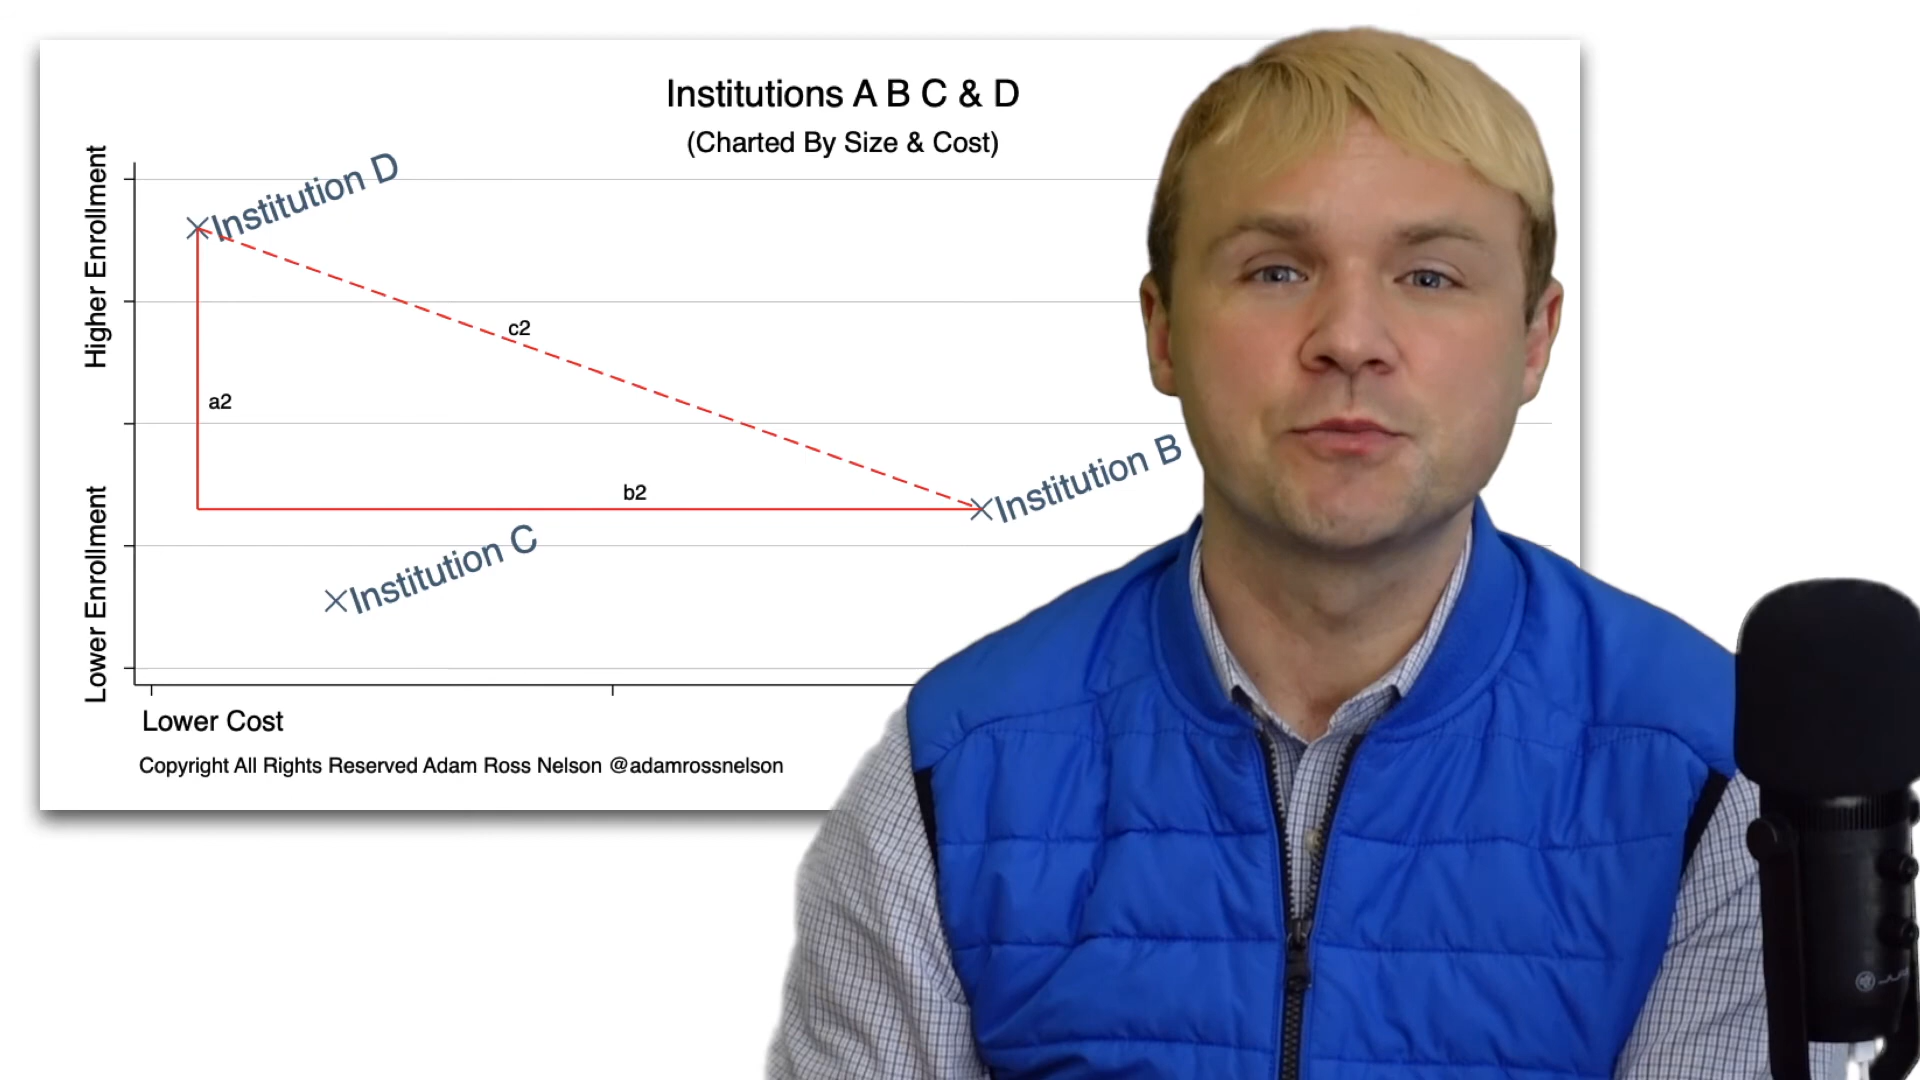 Institutions A B C & D
(Charted By Size & Cost)
Higher Enrollment
Lower Enrollment
Institution D
c2
a2
Institution B
b2
Institution C
Lower Cost
Copyright All Rights Reserved Adam Ross Nelson @adamrossnelson